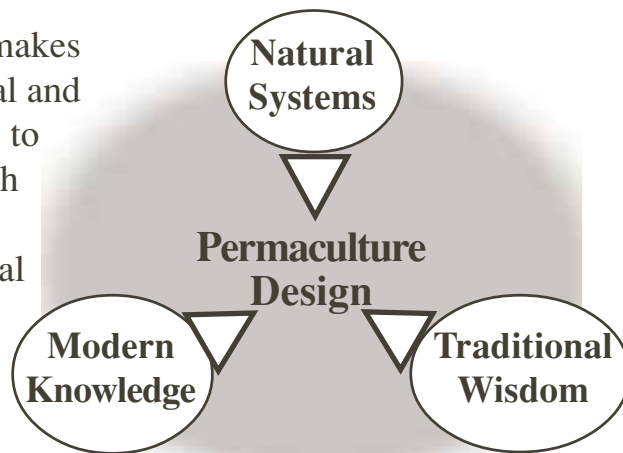 makes
al and
to
h
al
Natural
Systems
Permaculture
Design
Modern
Knowledge
Traditional
Wisdom